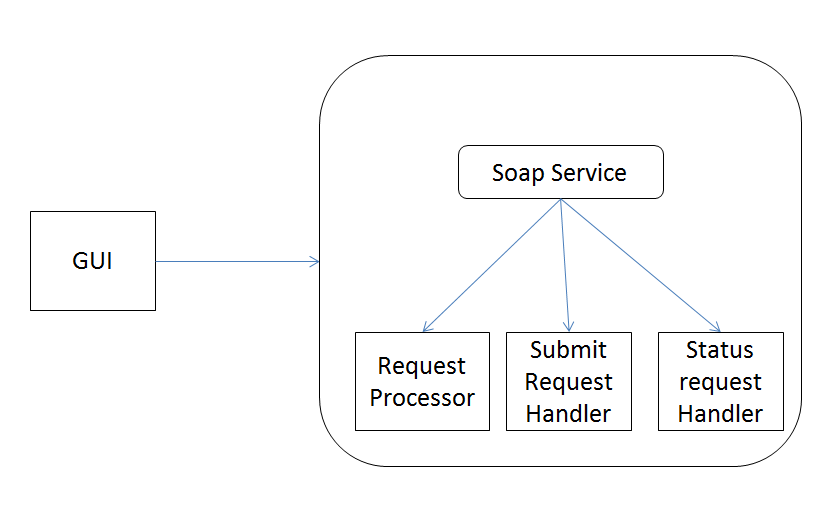 Soap Service
GUI
Request
Processor
Submit
Request
Handler
Status
request
Handler